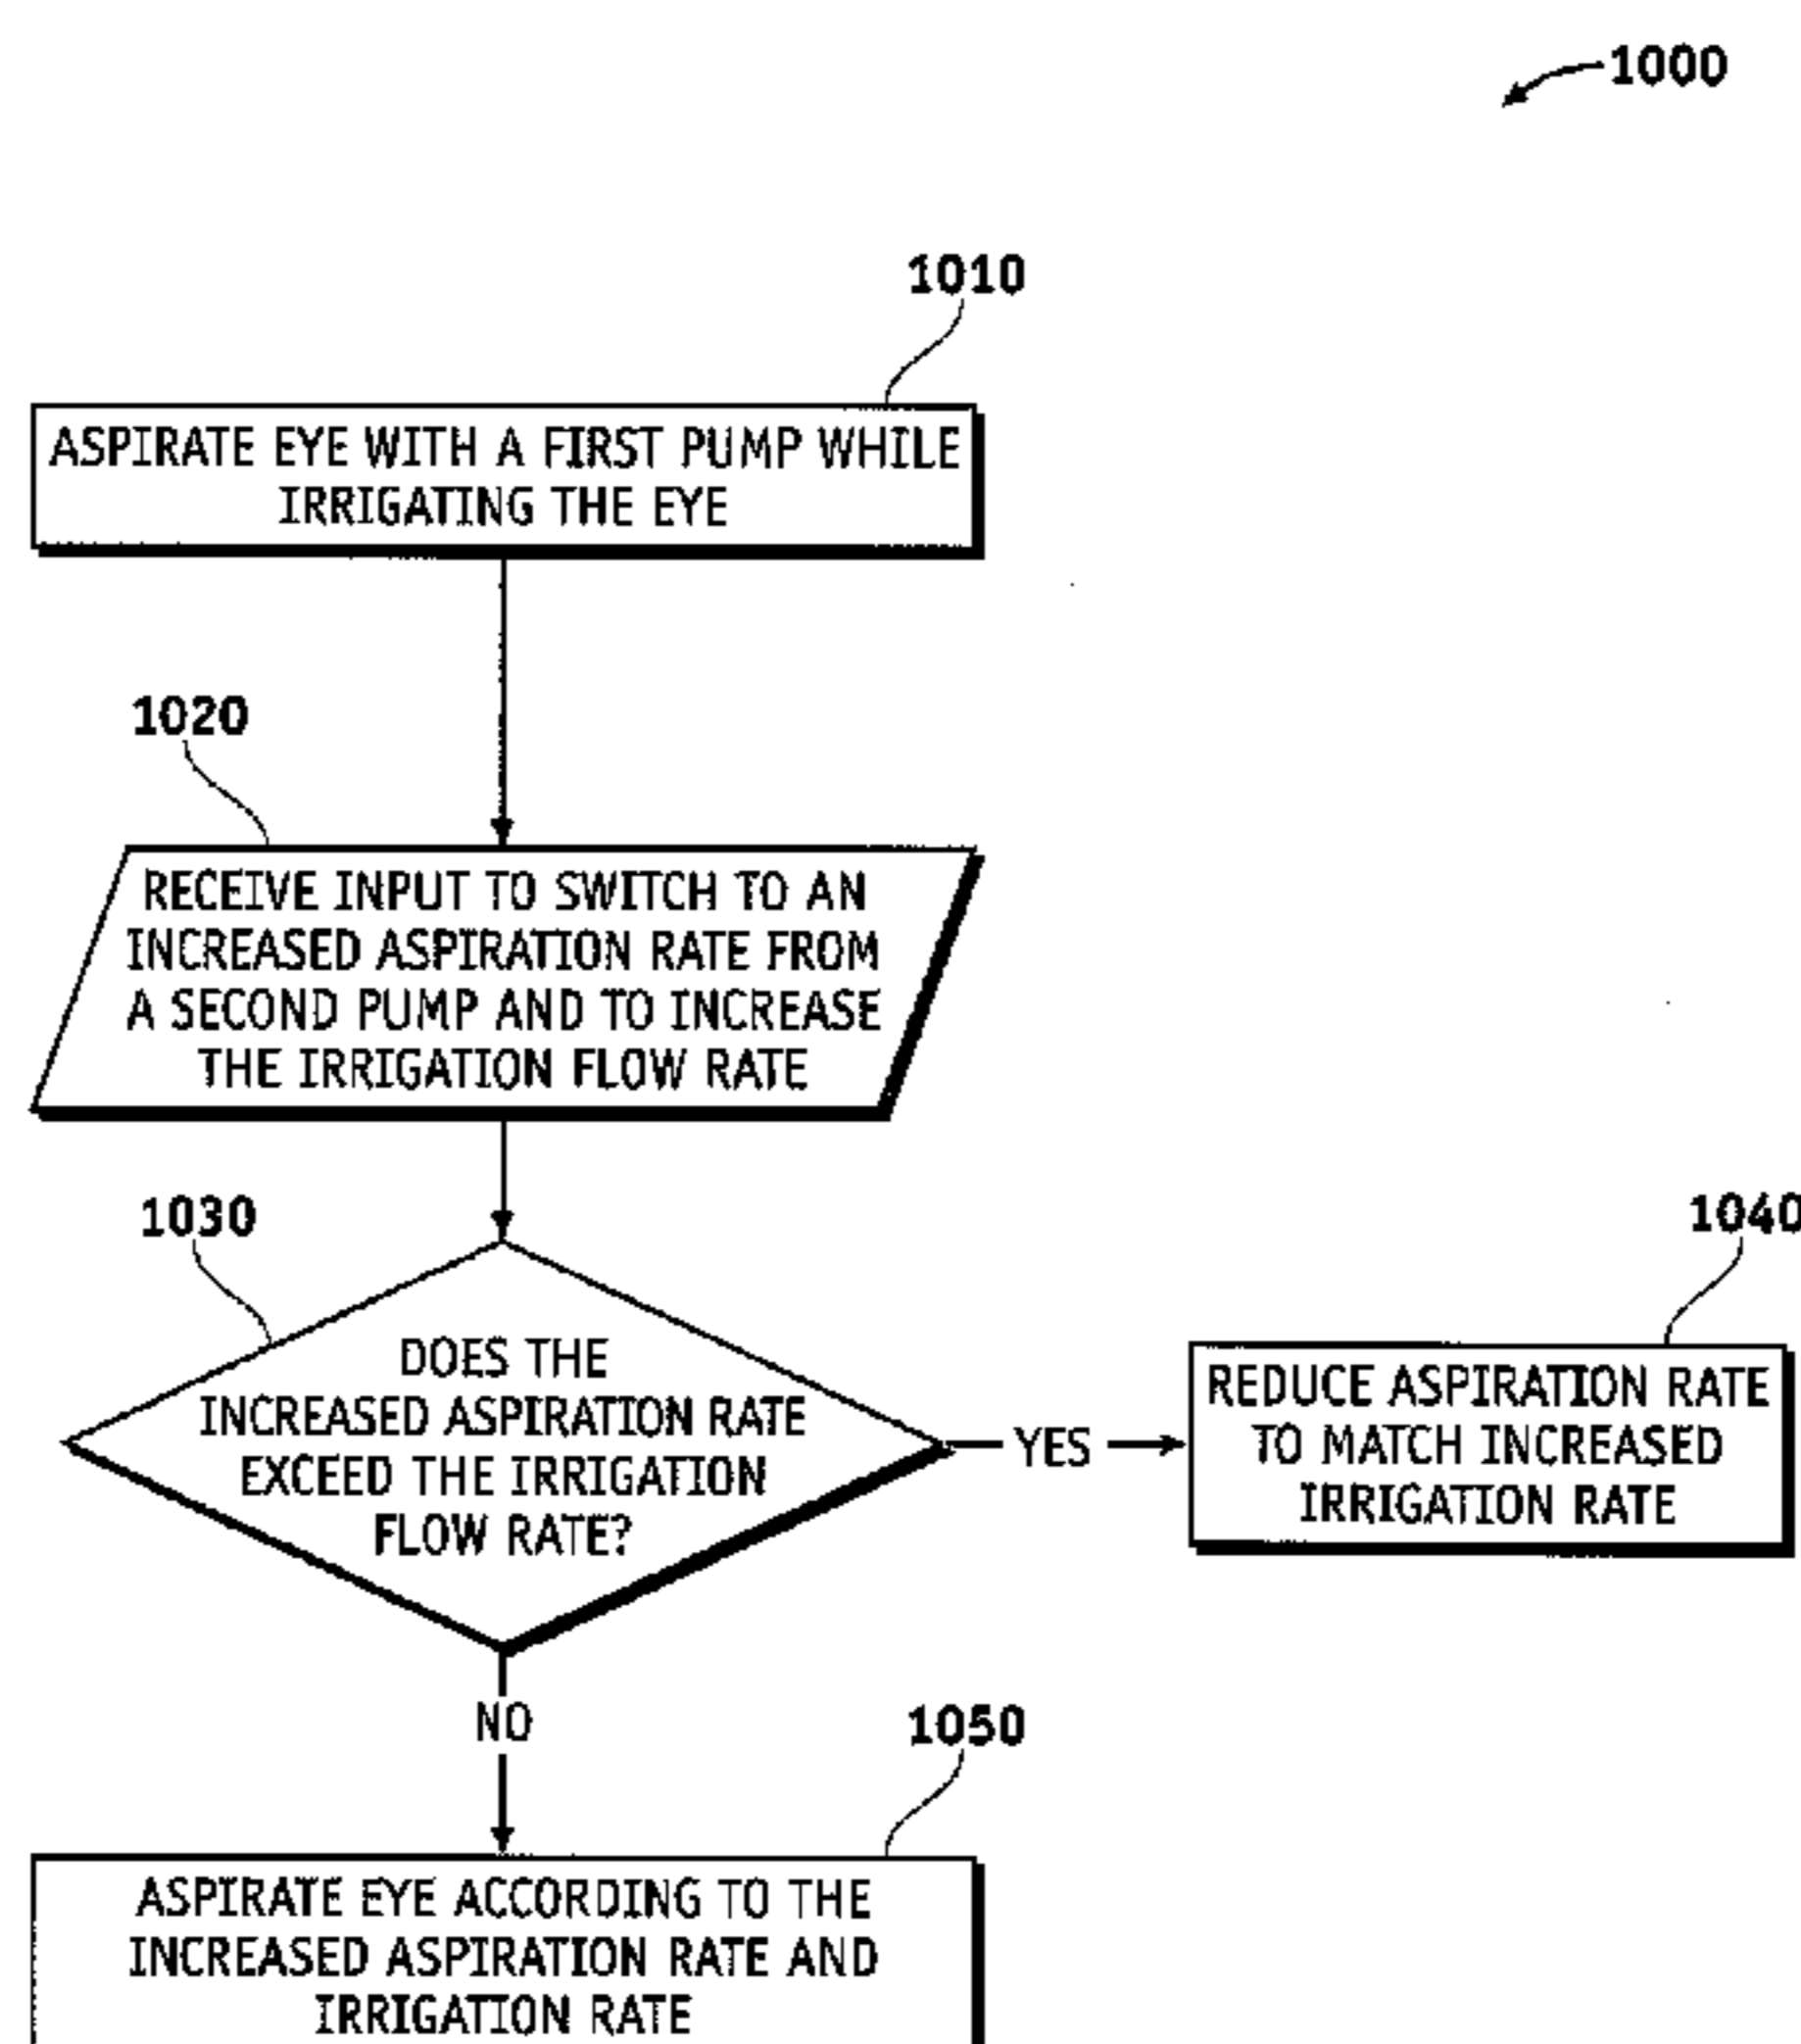 1000
1010
ASPIRATE EYE WITH A FIRST PUMP WHILE
IRRIGATING THE EYE
1020
RECEIVE INPUT TO SWITCH TO AN
INCREASED ASPIRATION RATE FROM
A SECOND PUMP AND TO INCREASE
THE IRRIGATION FLOW RATE
1030
DOES THE
INCREASED ASPIRATION RATE
EXCEED THE IRRIGATION
FLOW RATE?
YES
1040
REDUCE ASPIRATION RATE
TO MATCH INCREASED
IRRIGATION RATE
NO
1050
ASPIRATE EYE ACCORDING TO THE
INCREASED ASPIRATION RATE AND
IRRIGATION RATE